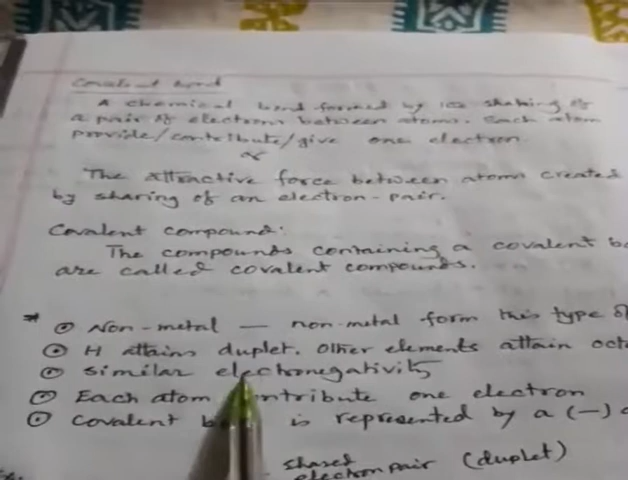 Covalent Bond
A chemical bond formed by the sharing of
a pair of electrons between atoms. Each atom
provide/contribute/give one electron
or
The attractive force between atoms created
by sharing of an electron-pair.
Covalent compound:
The compounds containing a covalent
are called covalent compounds.
* ⊙ Non-metal — non-metal form this type of
⊙ H attains duplet. Other elements attain
⊙ similar electronegativity
⊙ Each atom contribute one electron
⊙ Covalent is represented by a (—)
shared
electron pair (duplet)